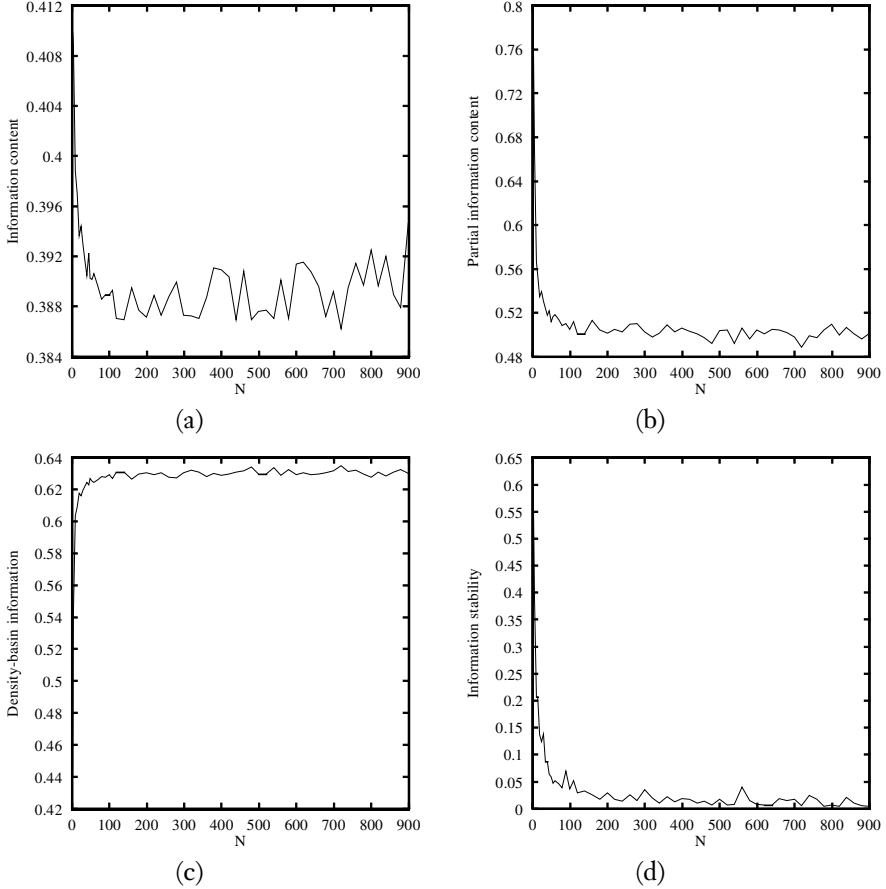 0.412
0.408
0.404
0.4
0.396
0.392
0.388
0.384
Information content
0 100 200 300 400 500 600 700 800 900
N
(a)
0.8
0.76
0.72
0.68
0.64
0.6
0.56
0.52
0.48
Partial information content
0 100 200 300 400 500 600 700 800 900
N
(b)
0.64
0.62
0.6
0.58
0.56
0.54
0.52
0.5
0.48
0.46
0.44
0.42
Density-basin information
0 100 200 300 400 500 600 700 800 900
N
(c)
0.65
0.6
0.55
0.5
0.45
0.4
0.35
0.3
0.25
0.2
0.15
0.1
0.05
0
Information stability
0 100 200 300 400 500 600 700 800 900
N
(d)